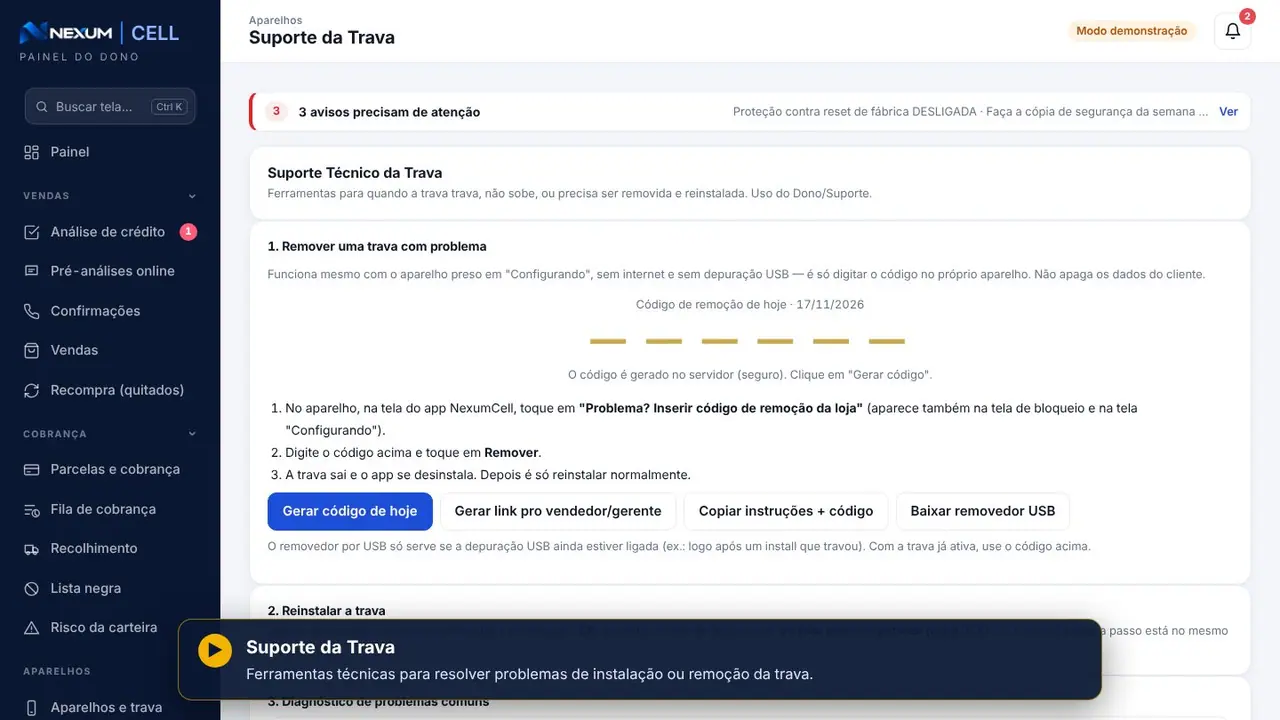 NEXUM | CELL
PAINEL DO DONO
Buscar tela... Ctrl K
Painel
VENDAS
Análise de crédito 1
Pré-análises online
Confirmações
Vendas
Recompra (quitados)
COBRANÇA
Parcelas e cobrança
Fila de cobrança
Recolhimento
Lista negra
Risco da carteira
APARELHOS
Aparelhos e trava
Aparelhos
Suporte da Trava
Modo demonstração
2
3 3 avisos precisam de atenção Proteção contra reset de fábrica DESLIGADA · Faça a cópia de segurança da semana ... Ver
Suporte Técnico da Trava
Ferramentas para quando a trava trava, não sobe, ou precisa ser removida e reinstalada. Uso do Dono/Suporte.
1. Remover uma trava com problema
Funciona mesmo com o aparelho preso em "Configurando", sem internet e sem depuração USB — é só digitar o código no próprio aparelho. Não apaga os dados do cliente.
Código de remoção de hoje · 17/11/2026
— — — — — —
O código é gerado no servidor (seguro). Clique em "Gerar código".
1. No aparelho, na tela do app NexumCell, toque em "Problema? Inserir código de remoção da loja" (aparece também na tela de bloqueio e na tela
"Configurando").
2. Digite o código acima e toque em Remover.
3. A trava sai e o app se desinstala. Depois é só reinstalar normalmente.
Gerar código de hoje Gerar link pro vendedor/gerente Copiar instruções + código Baixar removedor USB
O removedor por USB só serve se a depuração USB ainda estiver ligada (ex.: logo após um install que travou). Com a trava já ativa, use o código acima.
2. Reinstalar a trava
a passo está no mesmo
Suporte da Trava
Ferramentas técnicas para resolver problemas de instalação ou remoção da trava.
3. Diagnóstico de problemas comuns